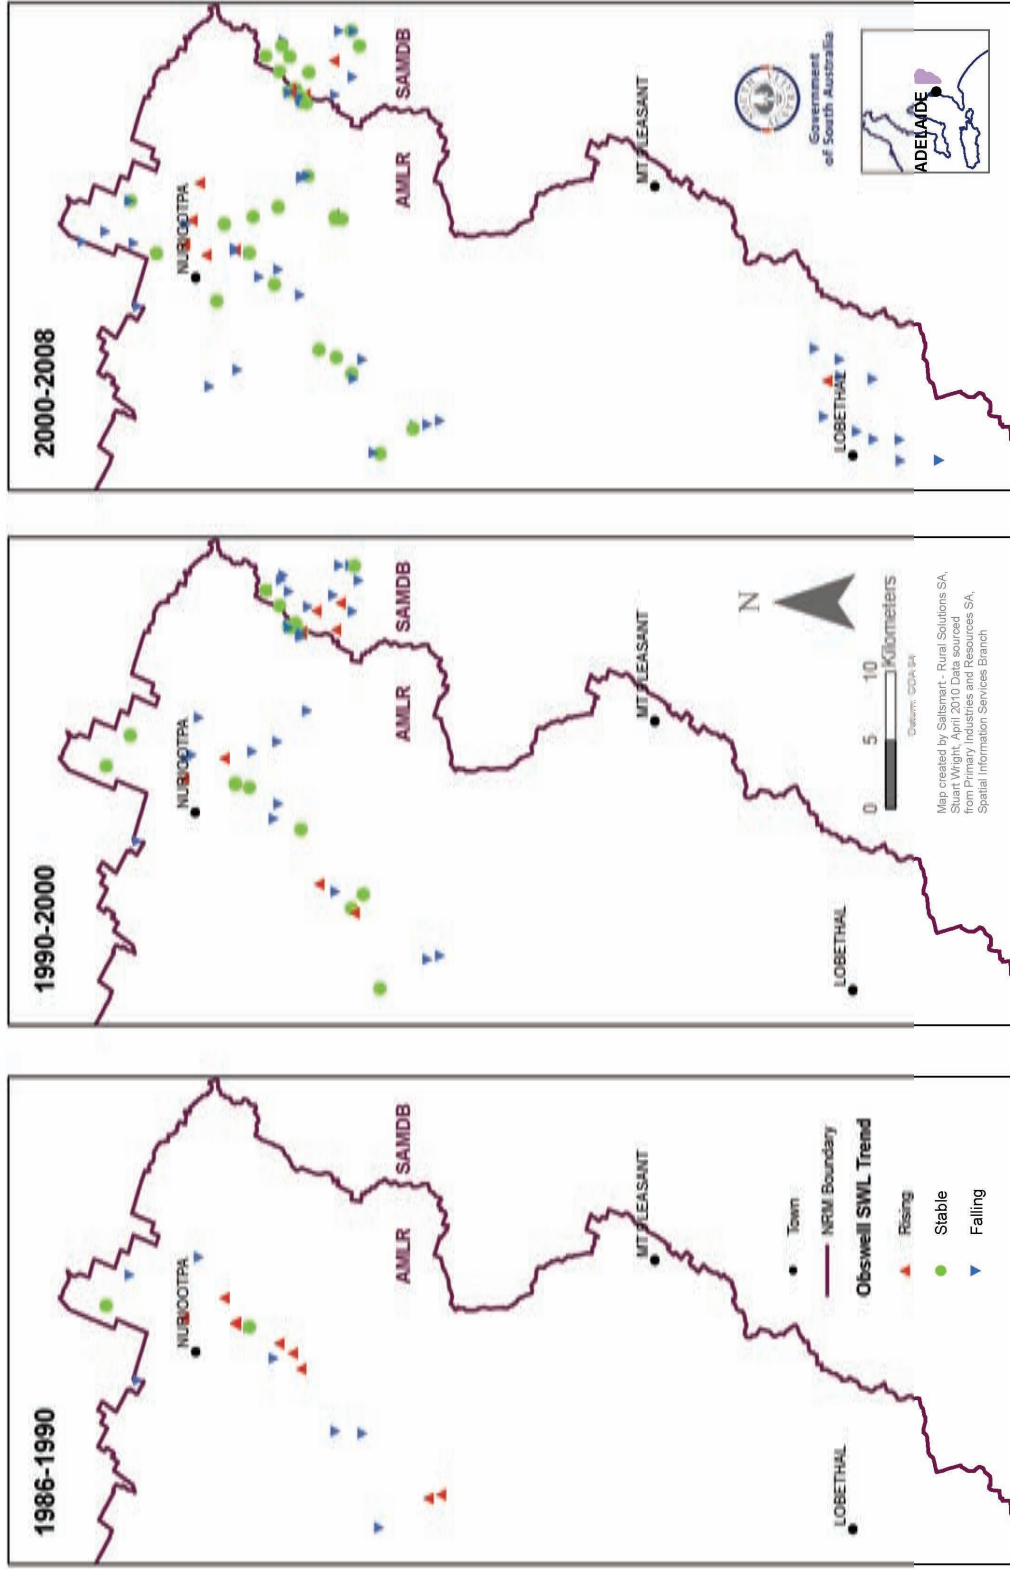 1986-1990
NURIOOTPA
AMLR
SAMDB
MT PLEASANT
LOBETHAL
Town
NRM Boundary
Obswell SWL Trend
Rising
Stable
Falling
1990-2000
NURIOOTPA
AMLR
SAMDB
MT PLEASANT
LOBETHAL
N
0 5 10
Kilometers
Datum: GDA94
Map created by Saltsmart - Rural Solutions SA,
Stuart Wright, April 2010 Data sourced
from Primary Industries and Resources SA,
Spatial Information Services Branch
2000-2008
NURIOOTPA
AMLR
SAMDB
MT PLEASANT
LOBETHAL
Government
of South Australia
ADELAIDE